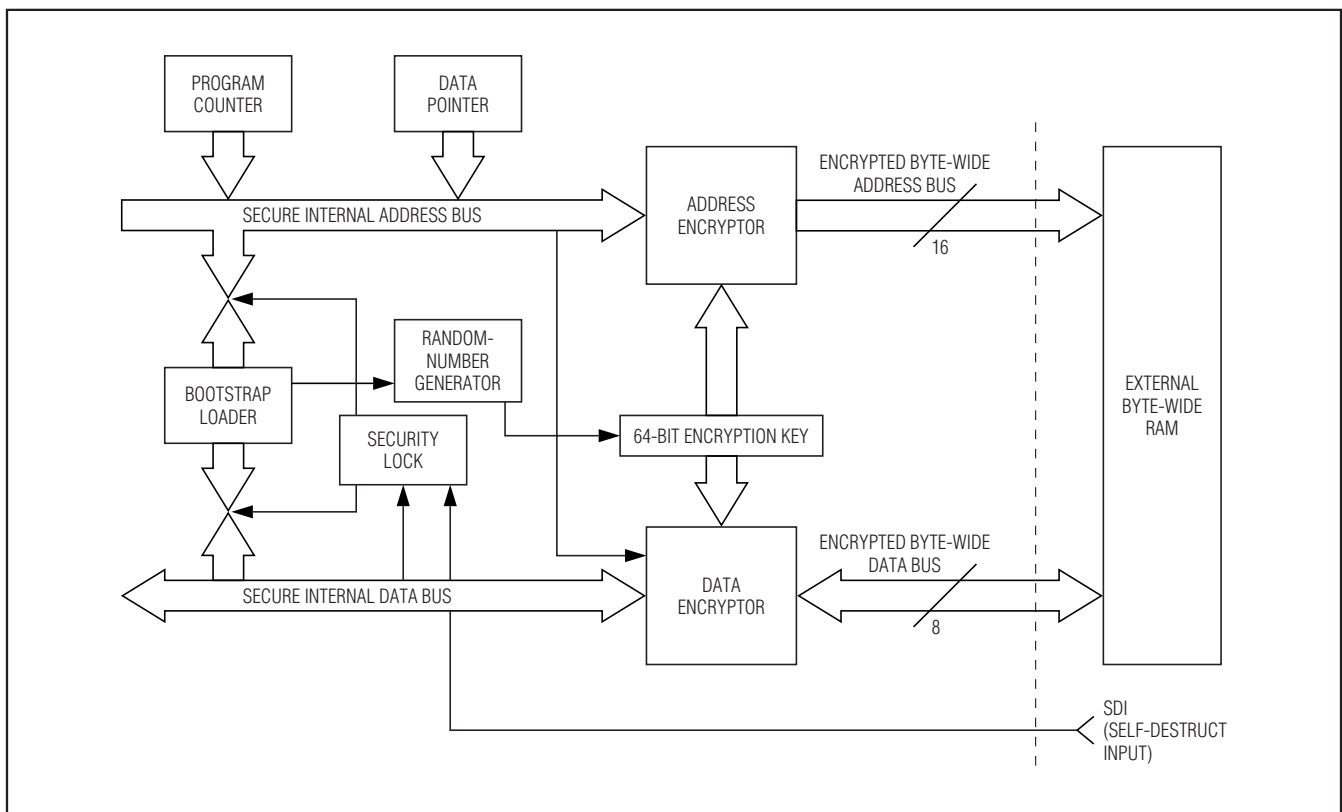 PROGRAM
COUNTER
DATA
POINTER
SECURE INTERNAL ADDRESS BUS
ADDRESS
ENCRYPTOR
ENCRYPTED BYTE-WIDE
ADDRESS BUS
16
RANDOM-
NUMBER
GENERATOR
BOOTSTRAP
LOADER
SECURITY
LOCK
64-BIT ENCRYPTION KEY
EXTERNAL
BYTE-WIDE
RAM
SECURE INTERNAL DATA BUS
DATA
ENCRYPTOR
ENCRYPTED BYTE-WIDE
DATA BUS
8
SDI
(SELF-DESTRUCT
INPUT)